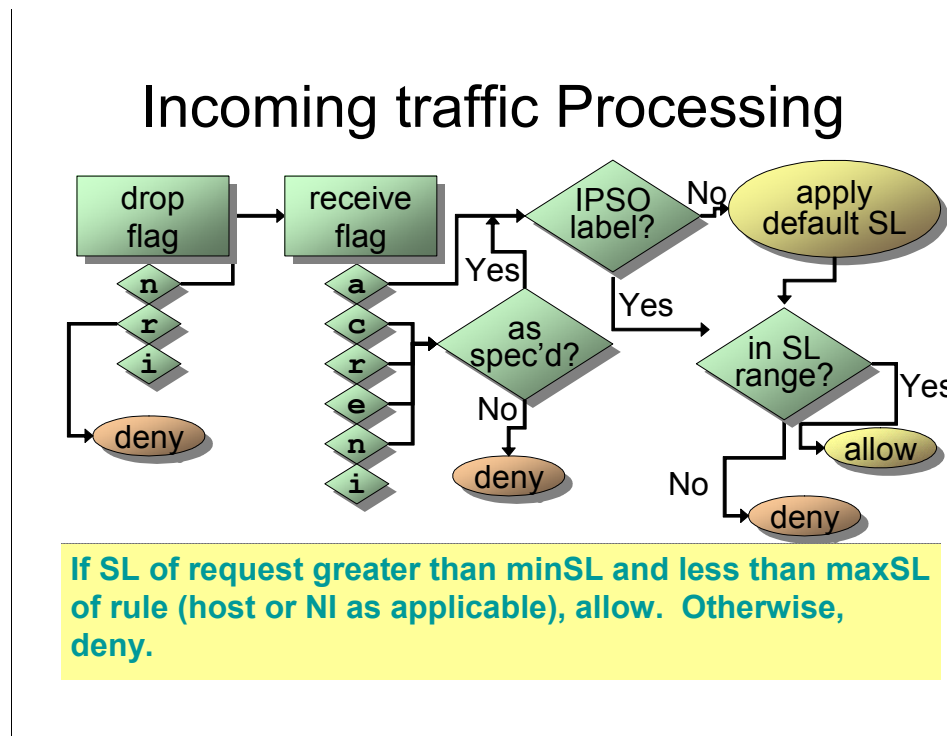 Incoming traffic Processing
drop
flag
n
r
i
deny
receive
flag
a
c
r
e
n
i
Yes
as
spec'd?
No
deny
IPSO
label?
No
Yes
apply
default SL
in SL
range?
Yes
allow
No
deny
If SL of request greater than minSL and less than maxSL
of rule (host or NI as applicable), allow.  Otherwise,
deny.